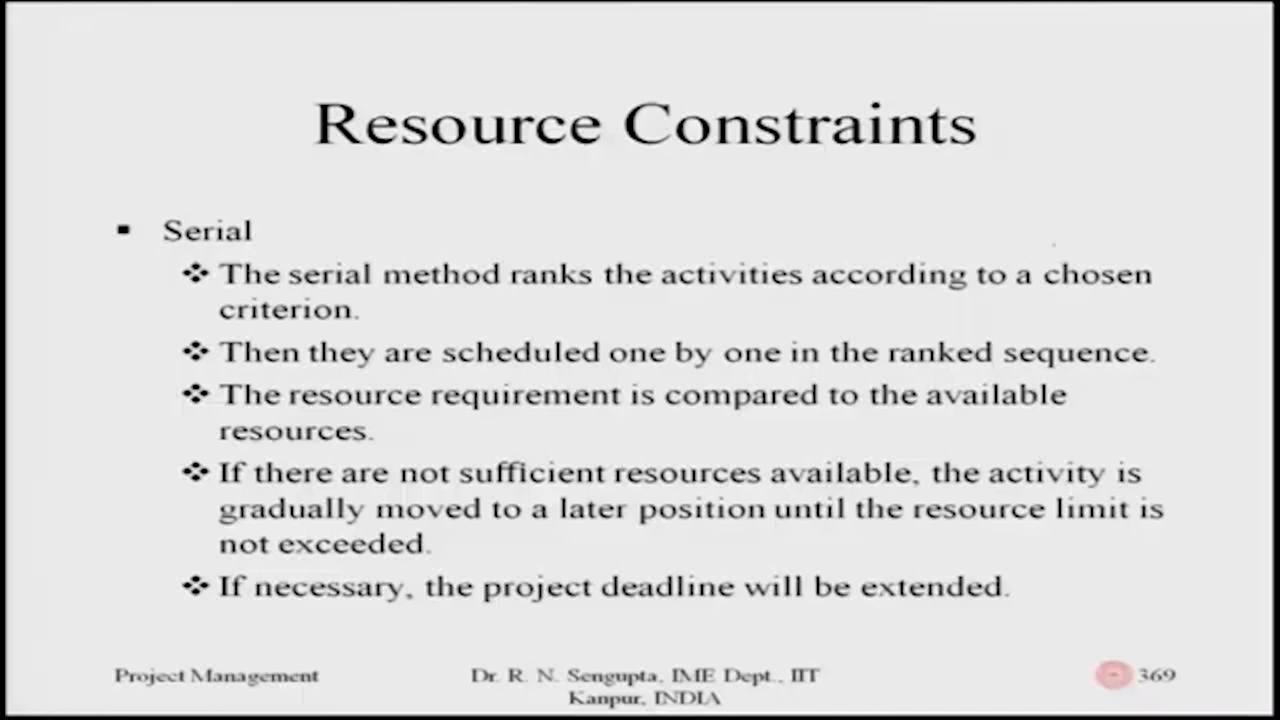 Resource Constraints
Serial
The serial method ranks the activities according to a chosen
criterion.
Then they are scheduled one by one in the ranked sequence.
The resource requirement is compared to the available
resources.
If there are not sufficient resources available, the activity is
gradually moved to a later position until the resource limit is
not exceeded.
If necessary, the project deadline will be extended.
Project Management
Dr. R. N. Sengupta, IME Dept., IIT
Kanpur, INDIA
369